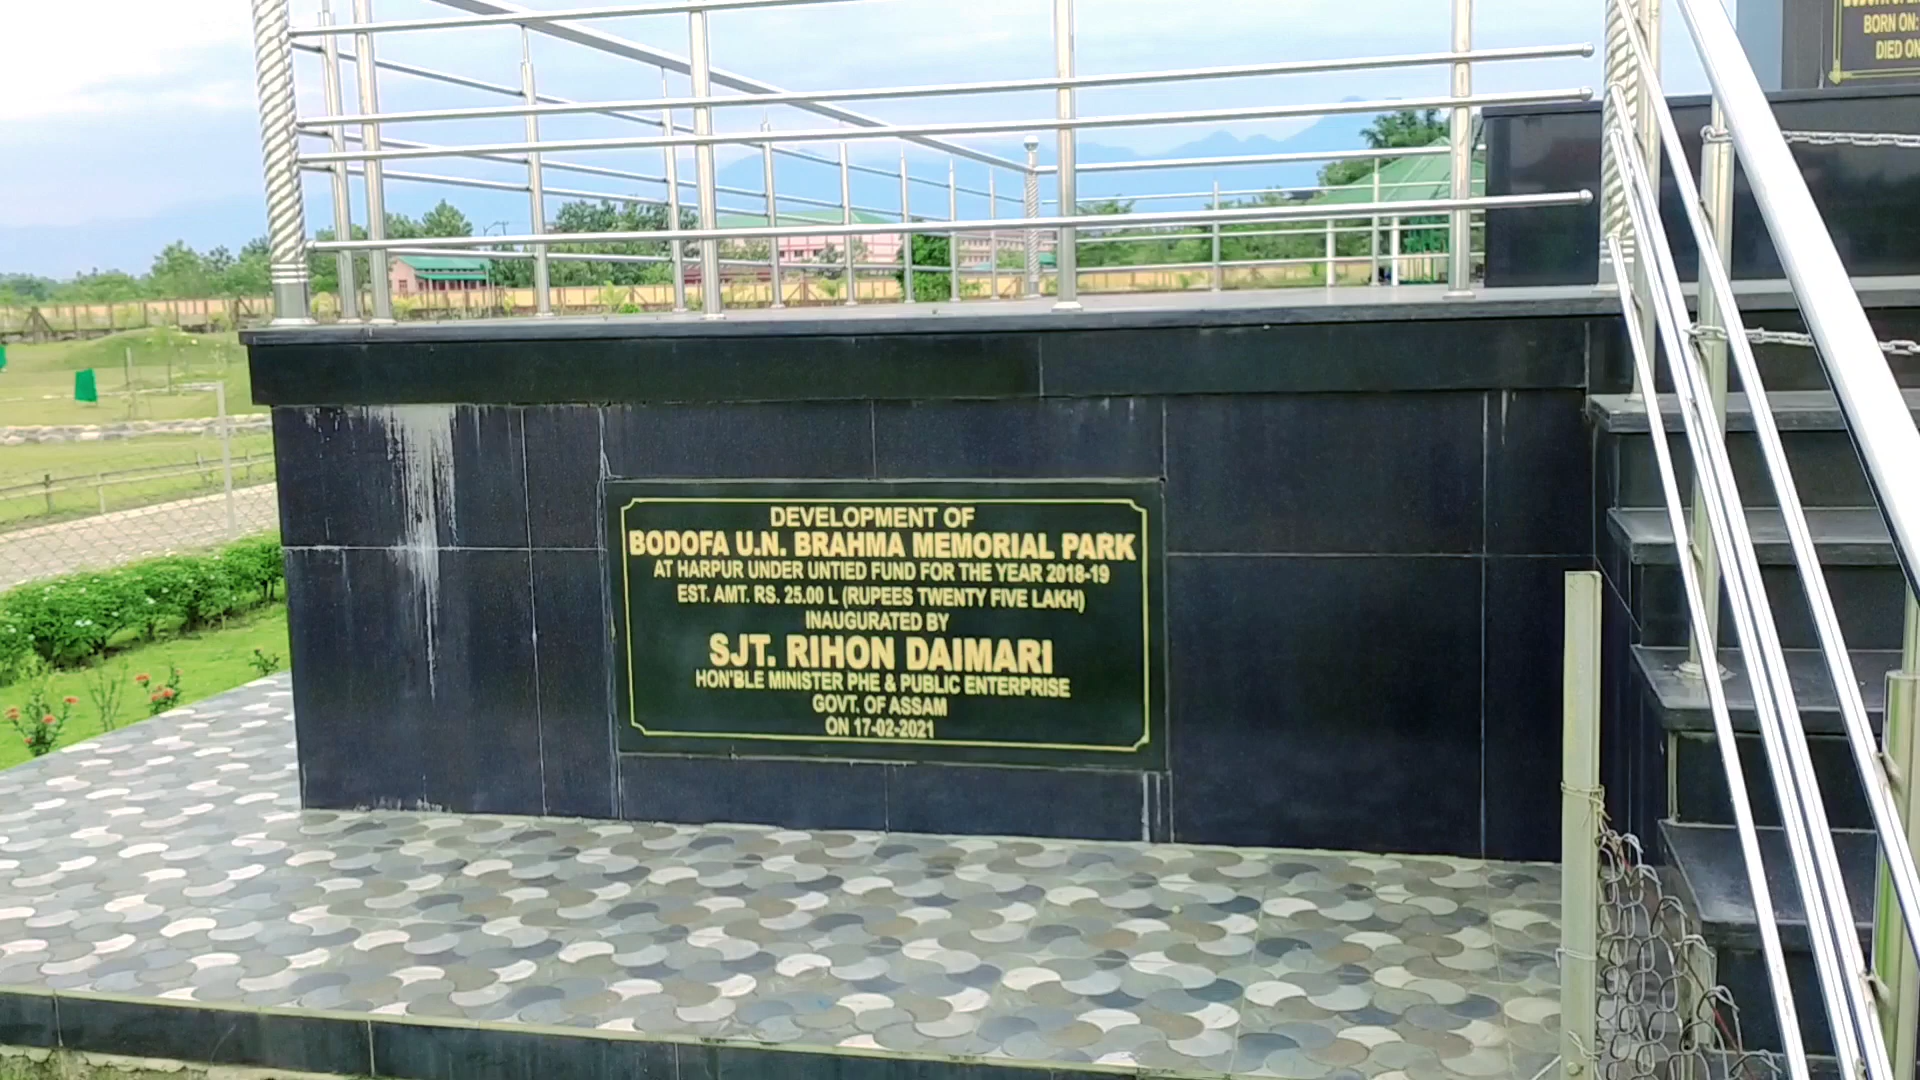 BORN ON:
DIED ON
DEVELOPMENT OF
BODOFA U.N. BRAHMA MEMORIAL PARK
AT HARPUR UNDER UNTIED FUND FOR THE YEAR 2018-19
EST. AMT. RS. 25.00 L (RUPEES TWENTY FIVE LAKH)
INAUGURATED BY
SJT. RIHON DAIMARI
HON'BLE MINISTER PHE & PUBLIC ENTERPRISE
GOVT. OF ASSAM
ON 17-02-2021